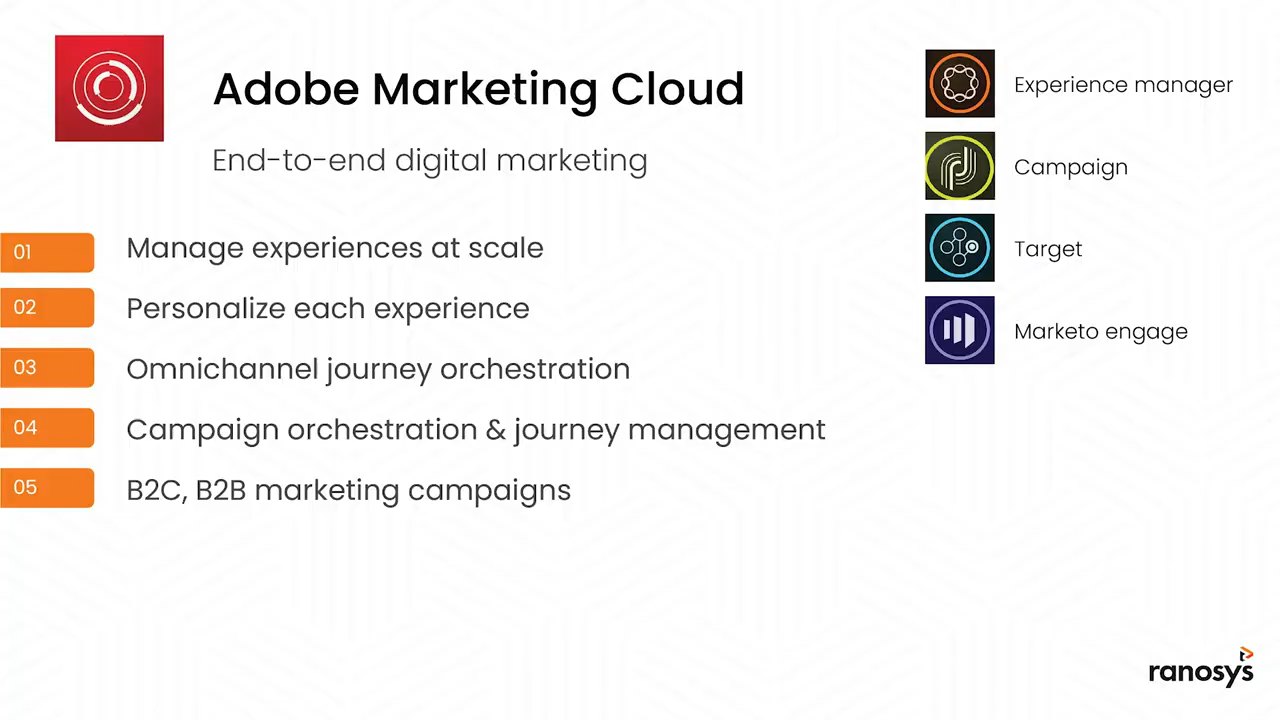 Adobe Marketing Cloud
End-to-end digital marketing
01 Manage experiences at scale
02 Personalize each experience
03 Omnichannel journey orchestration
04 Campaign orchestration & journey management
05 B2C, B2B marketing campaigns
Experience manager
Campaign
Target
Marketo engage
ranosys